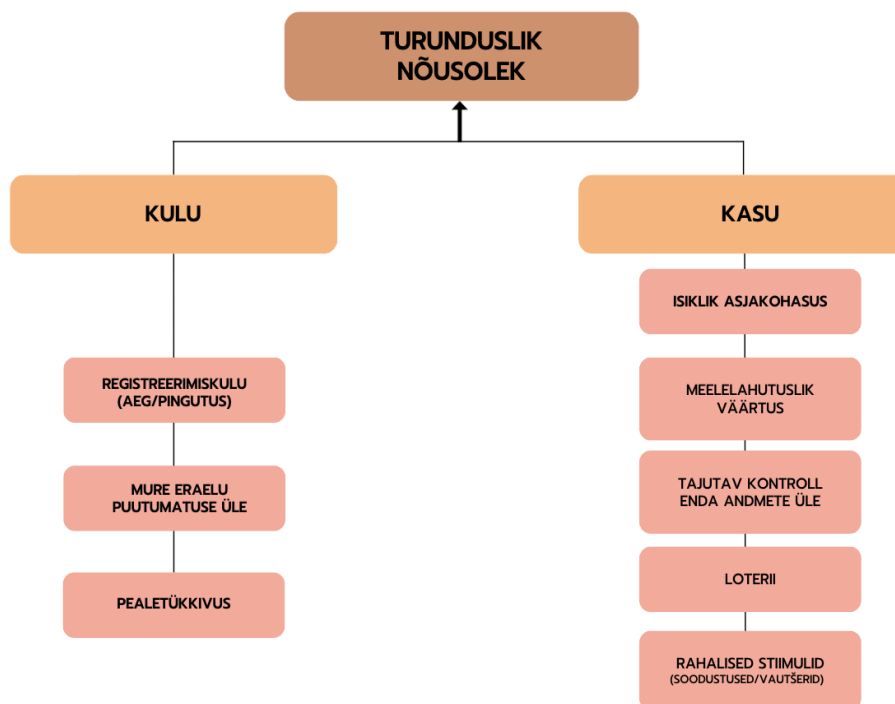 TURUNDUSLIK
NÕUSOLEK
KULU
REGISTREERIMISKULU
(AEG/PINGUTUS)
MURE ERAELU
PUUTUMATUSE ÜLE
PEALETÜKKIVUS
KASU
ISIKLIK ASJAKOHASUS
MEELELAHUTUSLIK
VÄÄRTUS
TAJUTAV KONTROLL
ENDA ANDMETE ÜLE
LOTERII
RAHALISED STIIMULID
(SOODUSTUSED/VAUTŠERID)